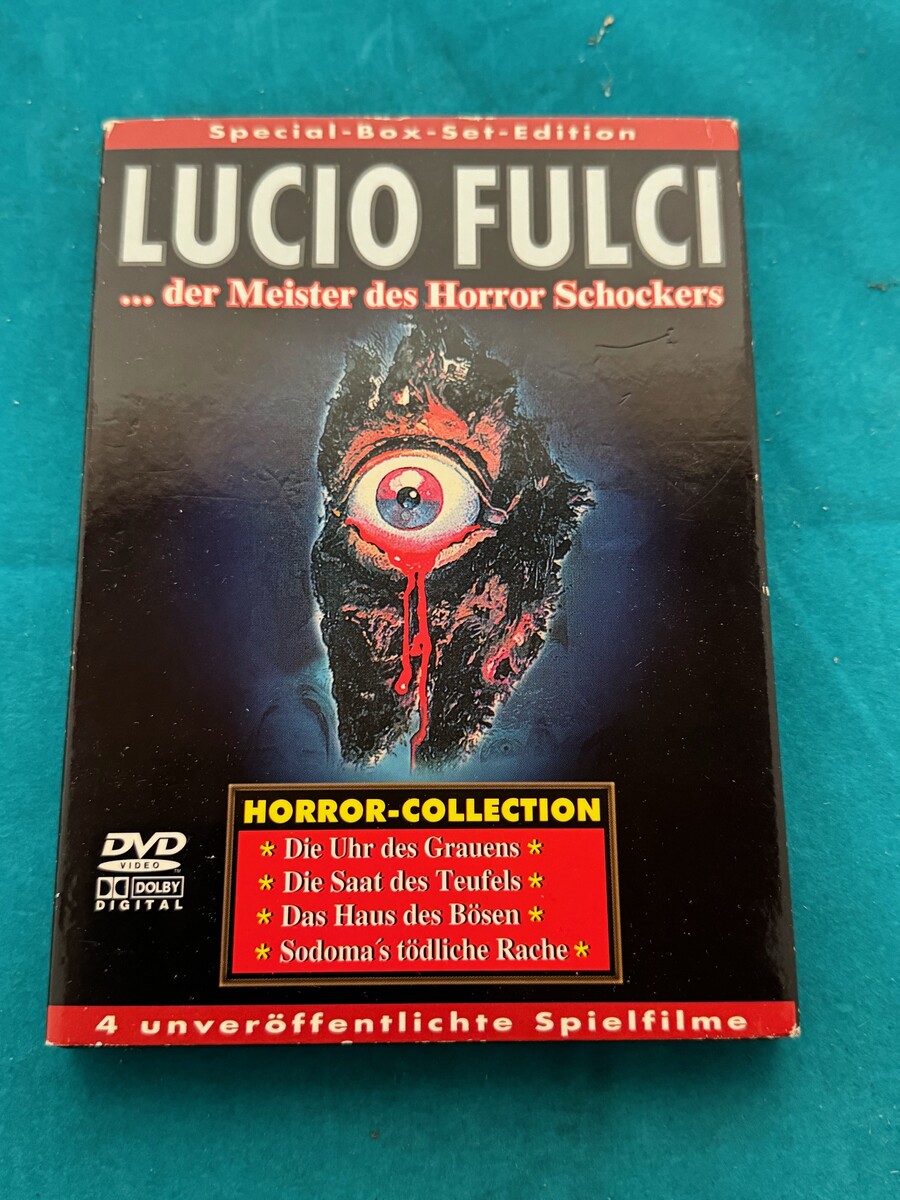 Special-Box-Set-Edition
LUCIO FULCI
... der Meister des Horror Schockers
HORROR-COLLECTION
* Die Uhr des Grauens *
* Die Saat des Teufels *
* Das Haus des Bösen *
* Sodoma´s tödliche Rache *
DVD
VIDEO
TM
DOLBY
DIGITAL
4 unveröffentlichte Spielfilme